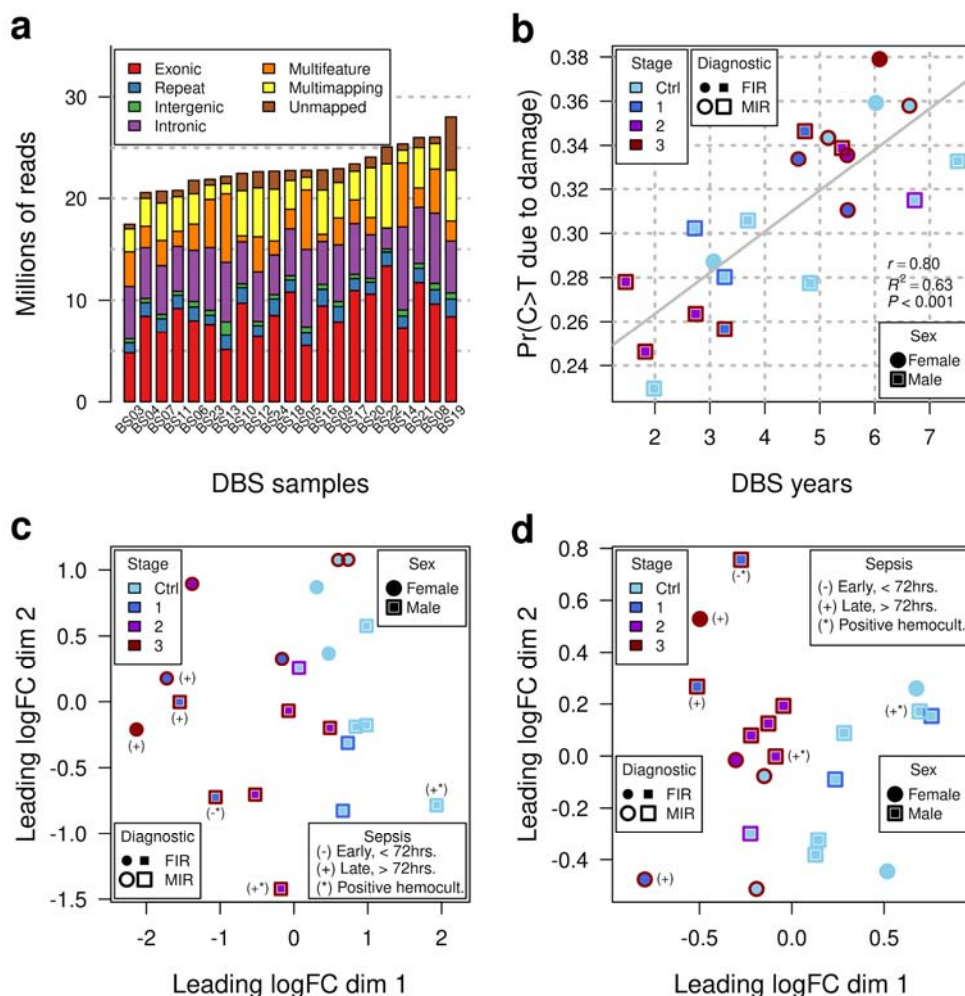 a
Millions of reads
30
20
10
0
Exonic
Repeat
Intergenic
Intronic
Multifeature
Multimapping
Unmapped
BS03
BS04
BS07
BS11
BS06
BS23
BS13
BS10
BS12
BS24
BS18
BS05
BS16
BS09
BS17
BS20
BS14
BS21
BS08
BS19
DBS samples
b
Pr(C>T due to damage)
0.38
0.36
0.34
0.32
0.30
0.28
0.26
0.24
Stage
Ctrl
1
2
3
Diagnostic
FIR
MIR
r = 0.80
R² = 0.63
P < 0.001
Sex
Female
Male
2 3 4 5 6 7
DBS years
c
Leading logFC dim 2
1.0
0.5
0.0
-0.5
-1.0
-1.5
Stage
Ctrl
1
2
3
Sex
Female
Male
(+)
(+)
(+)
(-*)
(+*)
(+*)
Diagnostic
FIR
MIR
Sepsis
(-) Early, < 72hrs.
(+) Late, > 72hrs.
(*) Positive hemocult.
-2 -1 0 1 2
Leading logFC dim 1
d
Leading logFC dim 2
0.8
0.6
0.4
0.2
0.0
-0.2
-0.4
Stage
Ctrl
1
2
3
Sepsis
(-) Early, < 72hrs.
(+) Late, > 72hrs.
(*) Positive hemocult.
(-*)
(+)
(+)
(+*)
(+*)
(+)
Diagnostic
FIR
MIR
Sex
Female
Male
-0.5 0.0 0.5
Leading logFC dim 1